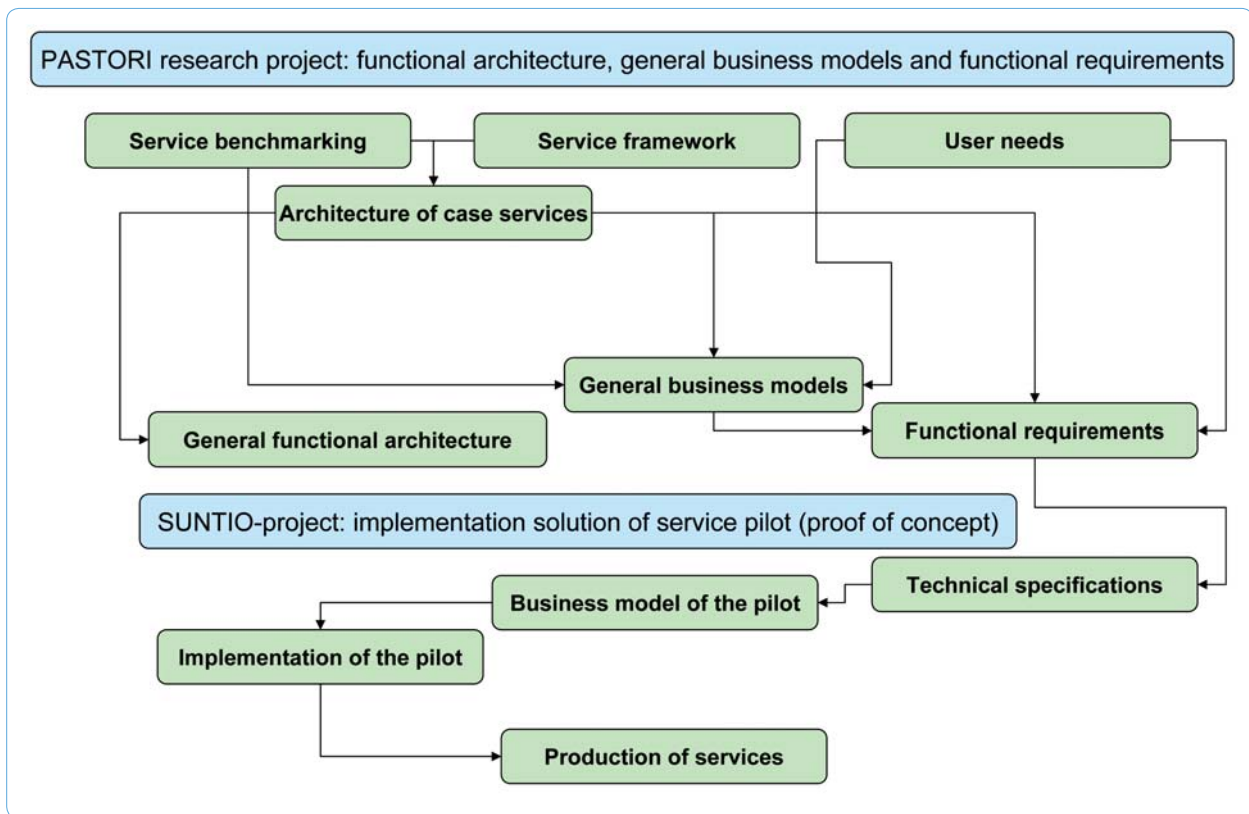 PASTORI research project: functional architecture, general business models and functional requirements
Service benchmarking
Service framework
User needs
Architecture of case services
General business models
General functional architecture
Functional requirements
SUNTIO-project: implementation solution of service pilot (proof of concept)
Technical specifications
Business model of the pilot
Implementation of the pilot
Production of services